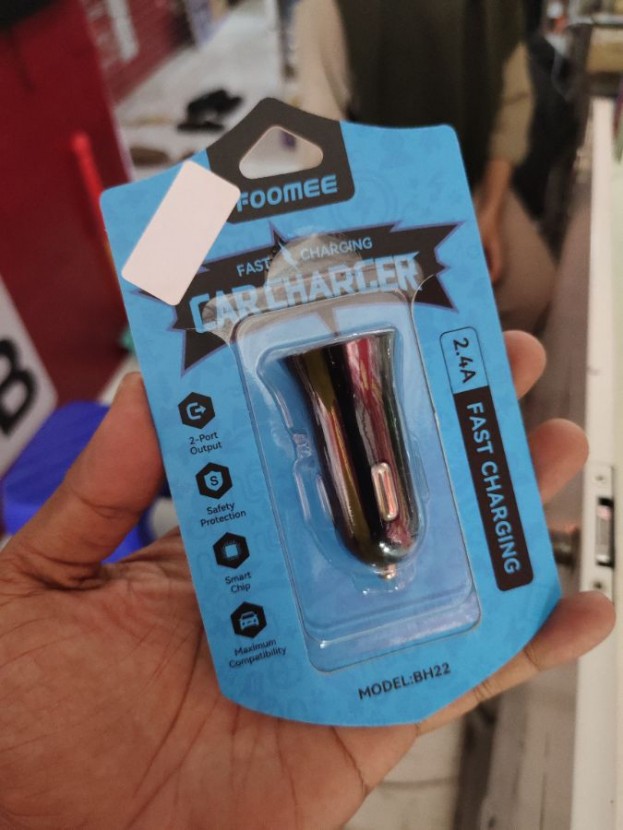 FOOMEE
FAST CHARGING
CAR CHARGER
2.4A FAST CHARGING
2-Port
Output
S
Safety
Protection
Smart
Chip
Maximum
Compatibility
MODEL:BH22
B